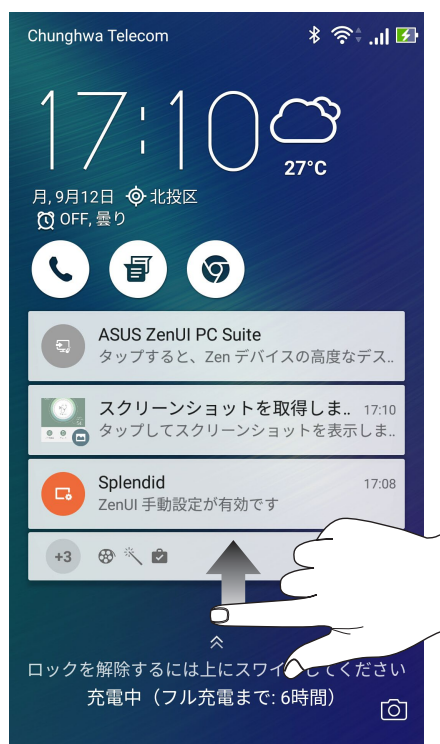 Chunghwa Telecom
17:10
27°C
月, 9月12日 北投区
OFF, 曇り
ASUS ZenUI PC Suite
タップすると、Zen デバイスの高度なデス..
スクリーンショットを取得しま.. 17:10
タップしてスクリーンショットを表示しま..
Splendid 17:08
ZenUI 手動設定が有効です
+3
ロックを解除するには上にスワイ してください
充電中（フル充電まで: 6時間）